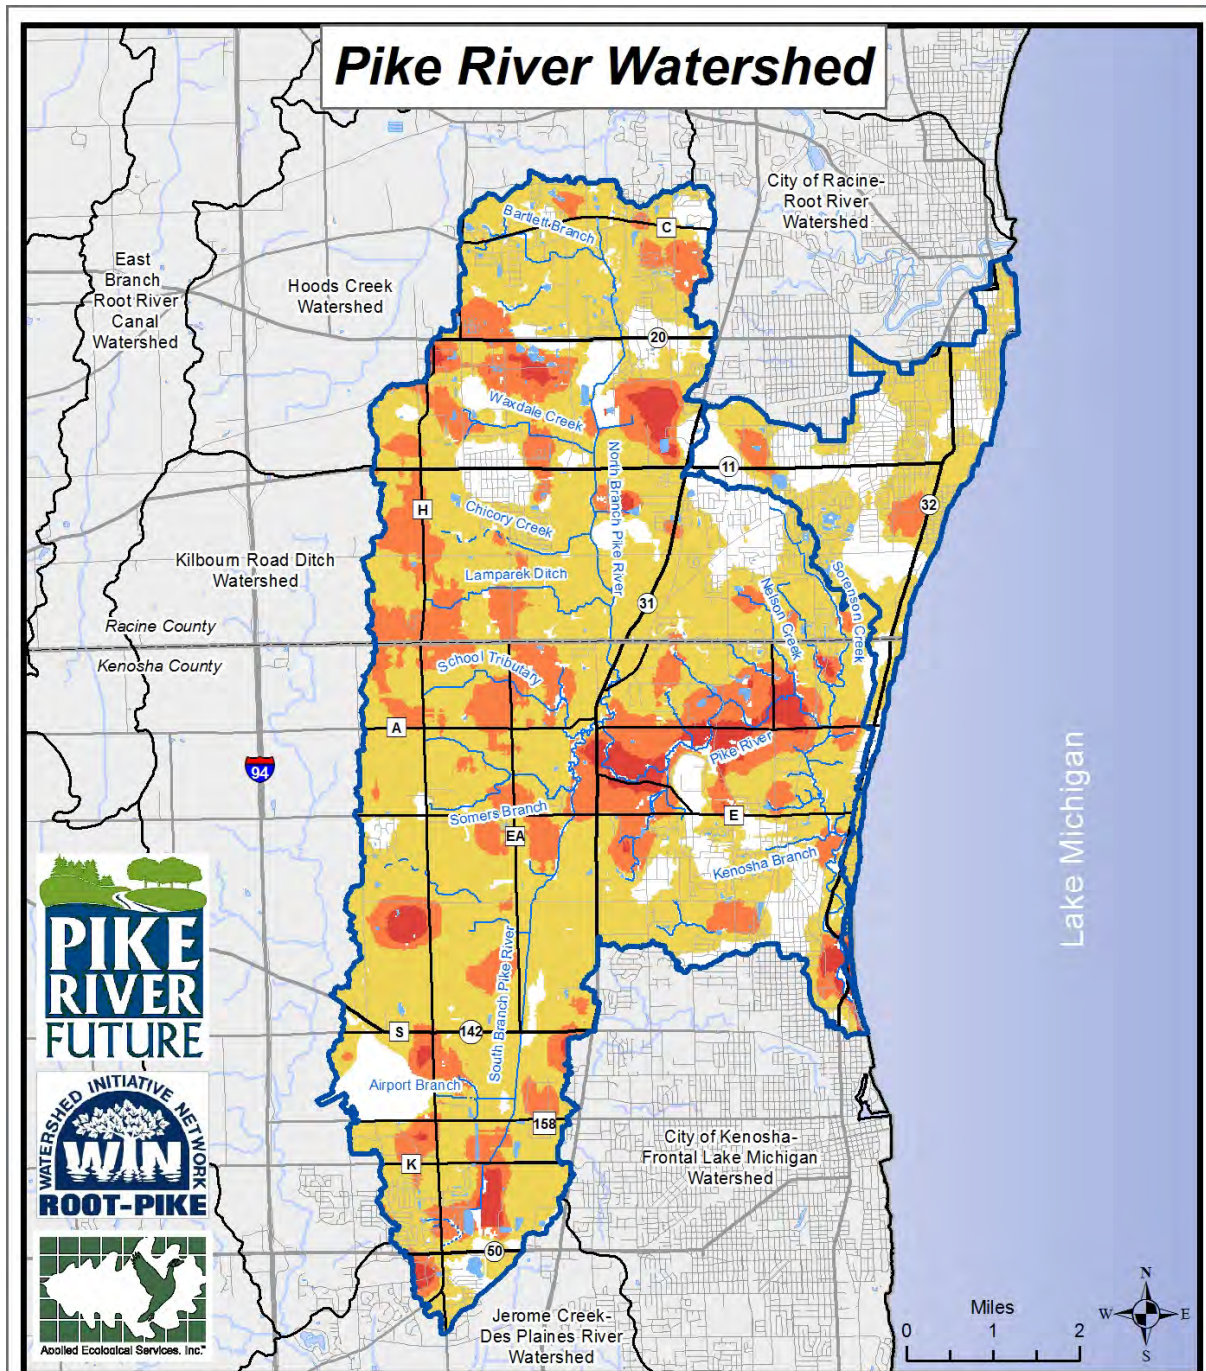 Pike River Watershed
City of Racine-
Root River
Watershed
Bartlett Branch
C
East
Branch
Root River
Canal
Watershed
Hoods Creek
Watershed
20
Waxdale Creek
11
North Branch Pike River
H
Chicory Creek
32
Kilbourn Road Ditch
Watershed
Lamparek Ditch
Nelson Creek
Sorenson Creek
31
Racine County
Kenosha County
School Tributary
A
Pike River
94
Lake Michigan
Somers Branch
E
EA
Kenosha Branch
PIKE
RIVER
FUTURE
South Branch Pike River
S
142
Airport Branch
158
WATERSHED INITIATIVE NETWORK
WIN
ROOT-PIKE
City of Kenosha-
Frontal Lake Michigan
Watershed
K
50
Applied Ecological Services, Inc.™
Jerome Creek-
Des Plaines River
Watershed
Miles
0 1 2
N
W E
S